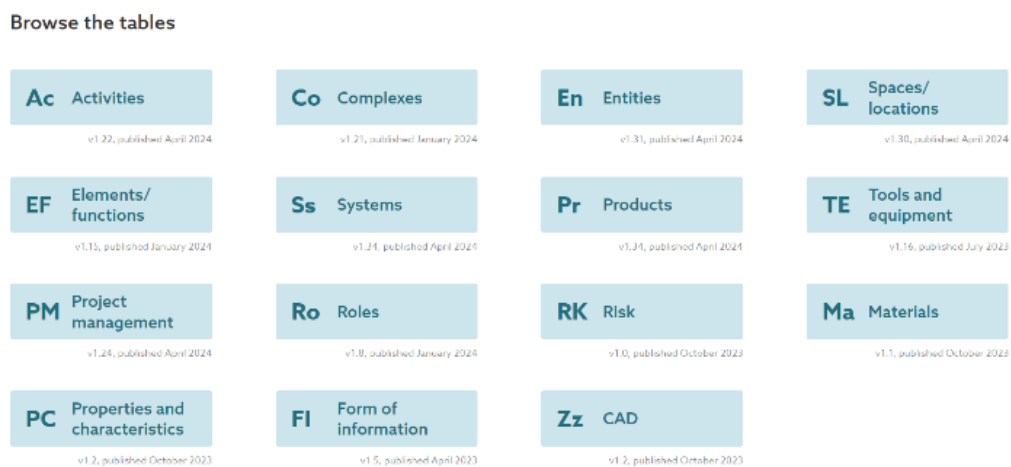 Browse the tables
Ac Activities
v1.22, published April 2024
Co Complexes
v1.21, published January 2024
En Entities
v1.31, published April 2024
SL Spaces/
locations
v1.30, published April 2024
EF Elements/
functions
v1.15, published January 2024
Ss Systems
v1.34, published April 2024
Pr Products
v1.34, published April 2024
TE Tools and
equipment
v1.16, published July 2023
PM Project
management
v1.24, published April 2024
Ro Roles
v1.8, published January 2024
RK Risk
v1.0, published October 2023
Ma Materials
v1.1, published October 2023
PC Properties and
characteristics
v1.2, published October 2023
FI Form of
information
v1.5, published April 2023
Zz CAD
v1.2, published October 2023